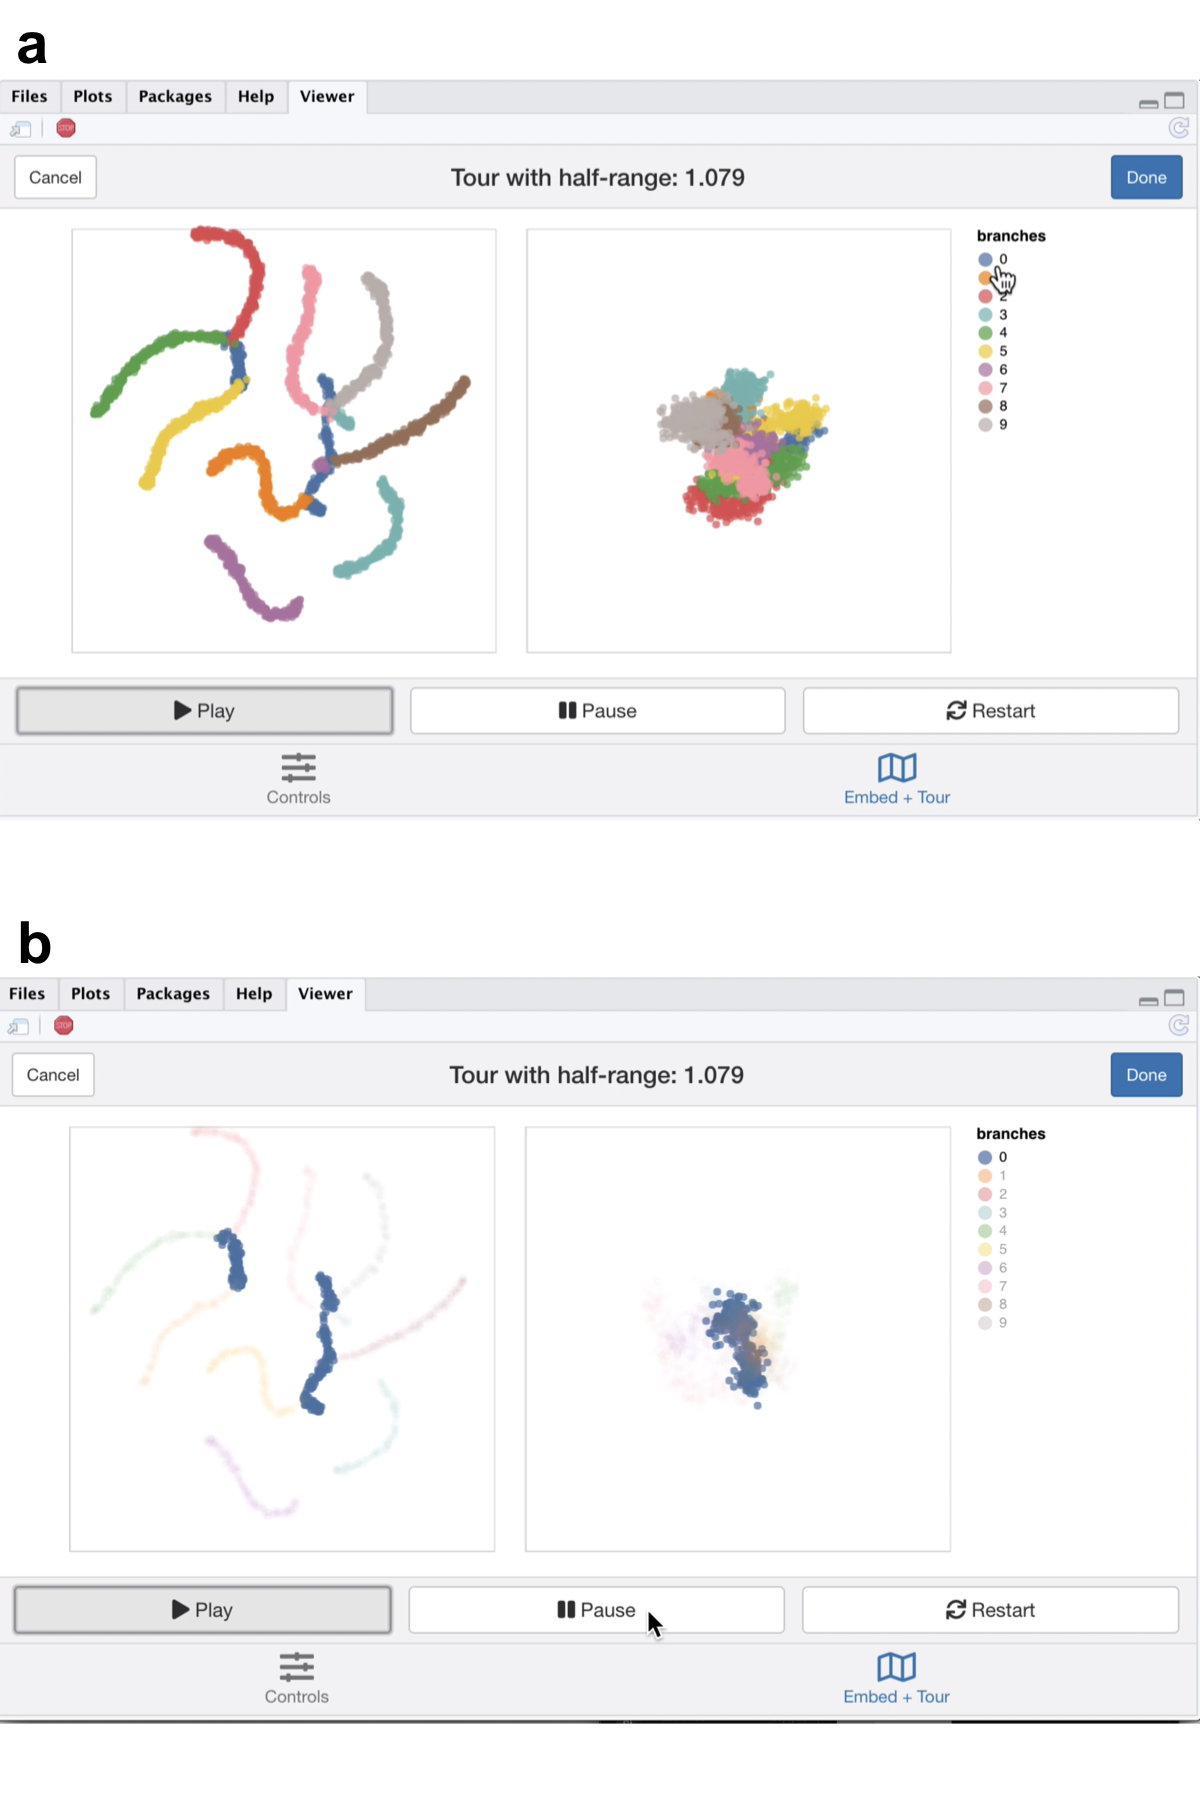 a
Files Plots Packages Help Viewer
STOP
Cancel Tour with half-range: 1.079 Done
branches
0
2
3
4
5
6
7
8
9
Play Pause Restart
Controls Embed + Tour
b
Files Plots Packages Help Viewer
STOP
Cancel Tour with half-range: 1.079 Done
branches
0
1
2
3
4
5
6
7
8
9
Play Pause Restart
Controls Embed + Tour